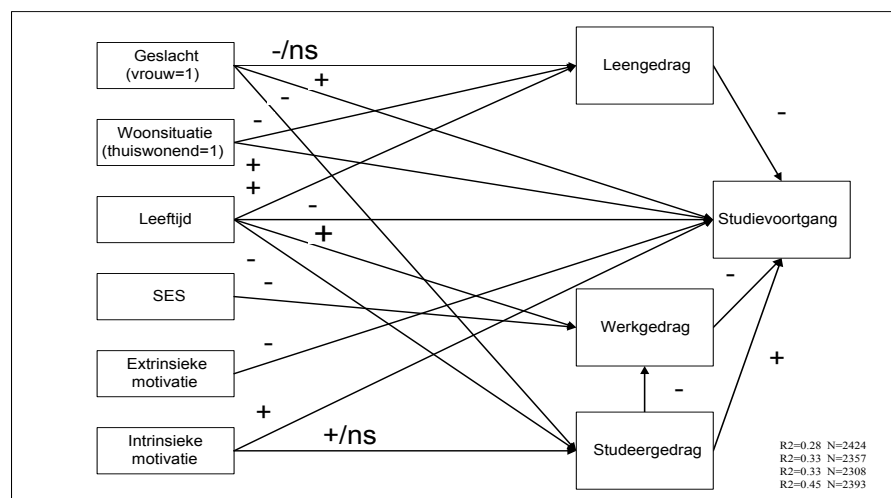 Geslacht
(vrouw=1)
-/ns
+
-
Leengedrag
-
Woonsituatie
(thuiswonend=1)
-
+
+
Leeftijd
-
+
Studievoortgang
-
-
SES
-
Werkgedrag
-
Extrinsieke
motivatie
-
+
-
Intrinsieke
motivatie
+
+/ns
Studeergedrag
R2=0.28 N=2424
R2=0.33 N=2357
R2=0.33 N=2308
R2=0.45 N=2393